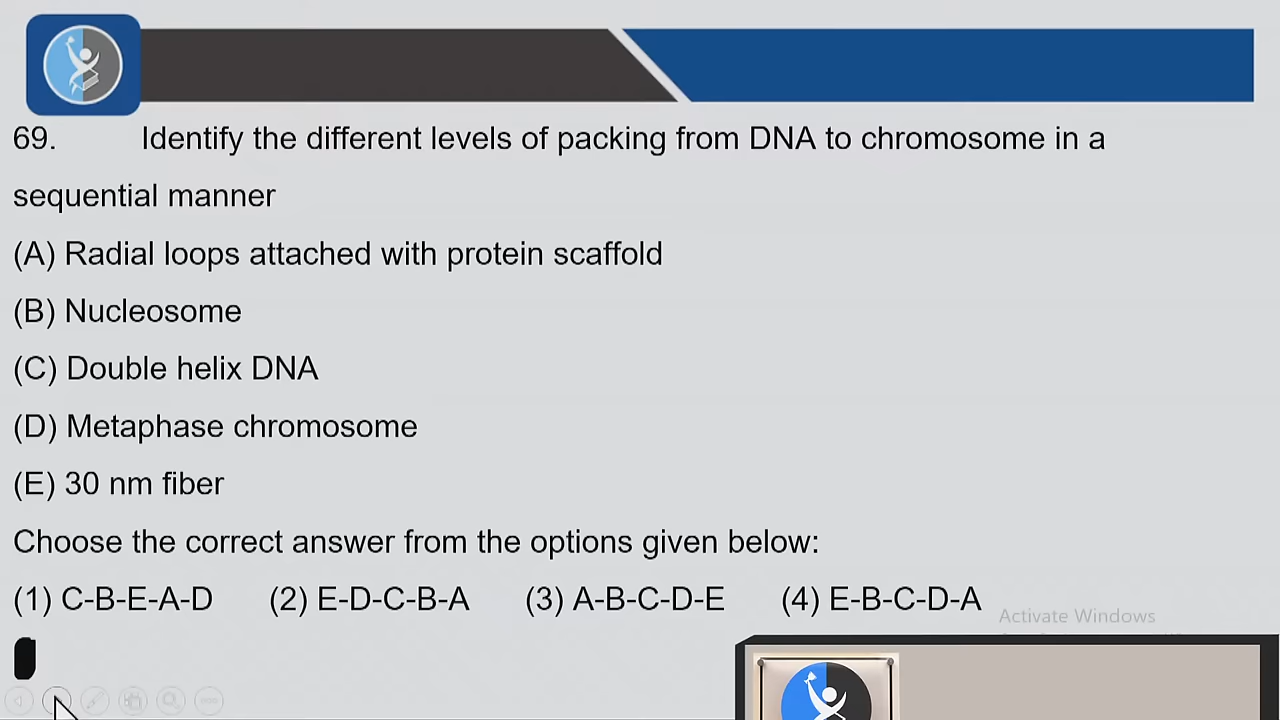 69. Identify the different levels of packing from DNA to chromosome in a
sequential manner
(A) Radial loops attached with protein scaffold
(B) Nucleosome
(C) Double helix DNA
(D) Metaphase chromosome
(E) 30 nm fiber
Choose the correct answer from the options given below:
(1) C-B-E-A-D (2) E-D-C-B-A (3) A-B-C-D-E (4) E-B-C-D-A
Activate Windows